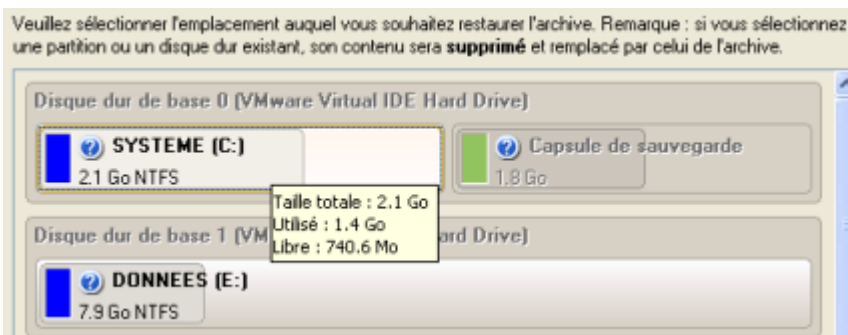 Veuillez sélectionner l'emplacement auquel vous souhaitez restaurer l'archive. Remarque : si vous sélectionnez
une partition ou un disque dur existant, son contenu sera supprimé et remplacé par celui de l'archive.
Disque dur de base 0 (VMware Virtual IDE Hard Drive)
SYSTEME (C:)
2.1 Go NTFS
Capsule de sauvegarde
1.8 Go
Taille totale : 2.1 Go
Utilisé : 1.4 Go
Libre : 740.6 Mo
Disque dur de base 1 (VM ard Drive)
DONNEES (E:)
7.9 Go NTFS